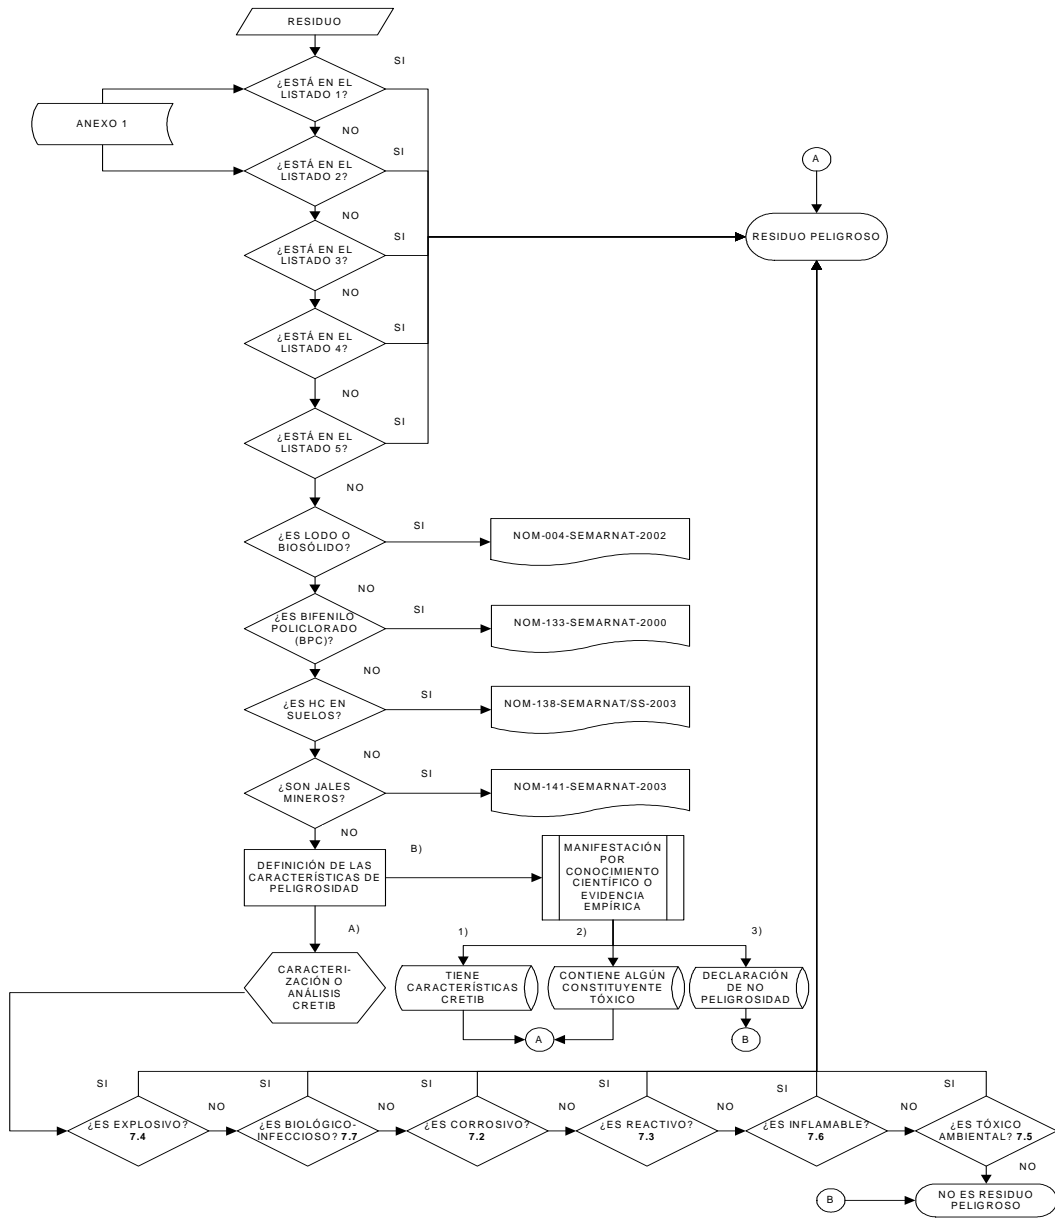 RESIDUO
SI
¿ESTÁ EN EL
LISTADO 1?
ANEXO 1
NO
SI
¿ESTÁ EN EL
LISTADO 2?
A
NO
SI
¿ESTÁ EN EL
LISTADO 3?
RESIDUO PELIGROSO
NO
SI
¿ESTÁ EN EL
LISTADO 4?
NO
SI
¿ESTÁ EN EL
LISTADO 5?
NO
SI
¿ES LODO O
BIOSÓLIDO?
NOM-004-SEMARNAT-2002
NO
SI
¿ES BIFENILO
POLICLORADO
(BPC)?
NOM-133-SEMARNAT-2000
NO
SI
¿ES HC EN
SUELOS?
NOM-138-SEMARNAT/SS-2003
NO
SI
¿SON JALES
MINEROS?
NOM-141-SEMARNAT-2003
NO
DEFINICIÓN DE LAS
CARACTERÍSTICAS DE
PELIGROSIDAD
B)
MANIFESTACIÓN
POR
CONOCIMIENTO
CIENTÍFICO O
EVIDENCIA
EMPÍRICA
A)
1)
2)
3)
CARACTERI-
ZACIÓN O
ANÁLISIS
CRETIB
TIENE
CARACTERÍSTICAS
CRETIB
CONTIENE ALGÚN
CONSTITUYENTE
TÓXICO
DECLARACIÓN
DE NO
PELIGROSIDAD
A
B
SI
SI
SI
SI
SI
SI
¿ES EXPLOSIVO?
7.4
NO
¿ES BIOLÓGICO-
INFECCIOSO? 7.7
NO
¿ES CORROSIVO?
7.2
NO
¿ES REACTIVO?
7.3
NO
¿ES INFLAMABLE?
7.6
NO
¿ES TÓXICO
AMBIENTAL? 7.5
NO
B
NO ES RESIDUO
PELIGROSO